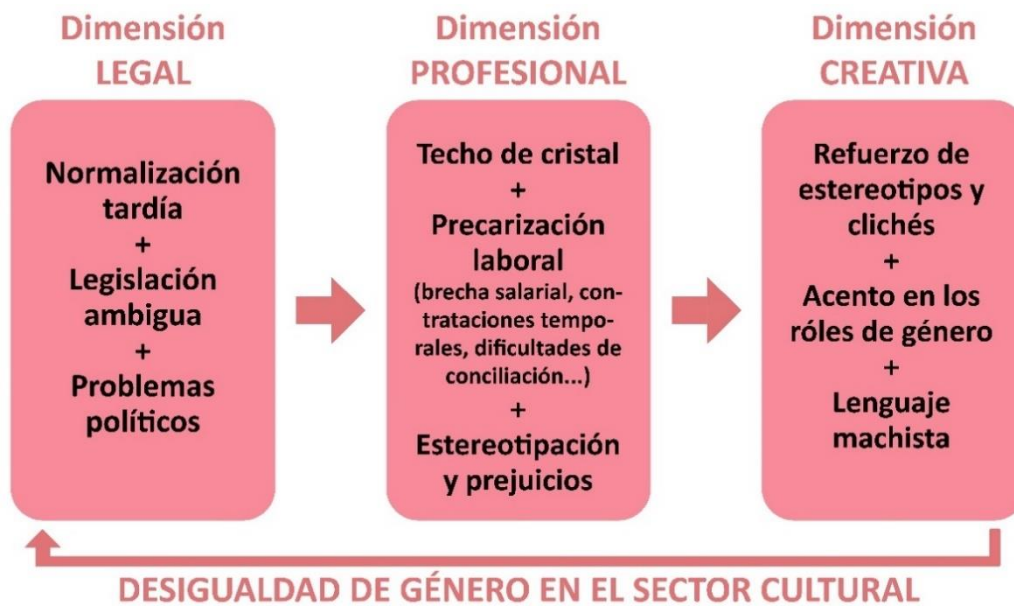 Dimensión
LEGAL
Normalización
tardía
+
Legislación
ambigua
+
Problemas
políticos
Dimensión
PROFESIONAL
Techo de cristal
+
Precarización
laboral
(brecha salarial, con-
trataciones tempo-
rales, dificultades de
conciliación...)
+
Estereotipación
y prejuicios
Dimensión
CREATIVA
Refuerzo de
estereotipos y
clichés
+
Acento en los
róles de género
+
Lenguaje
machista
DESIGUALDAD DE GÉNERO EN EL SECTOR CULTURAL